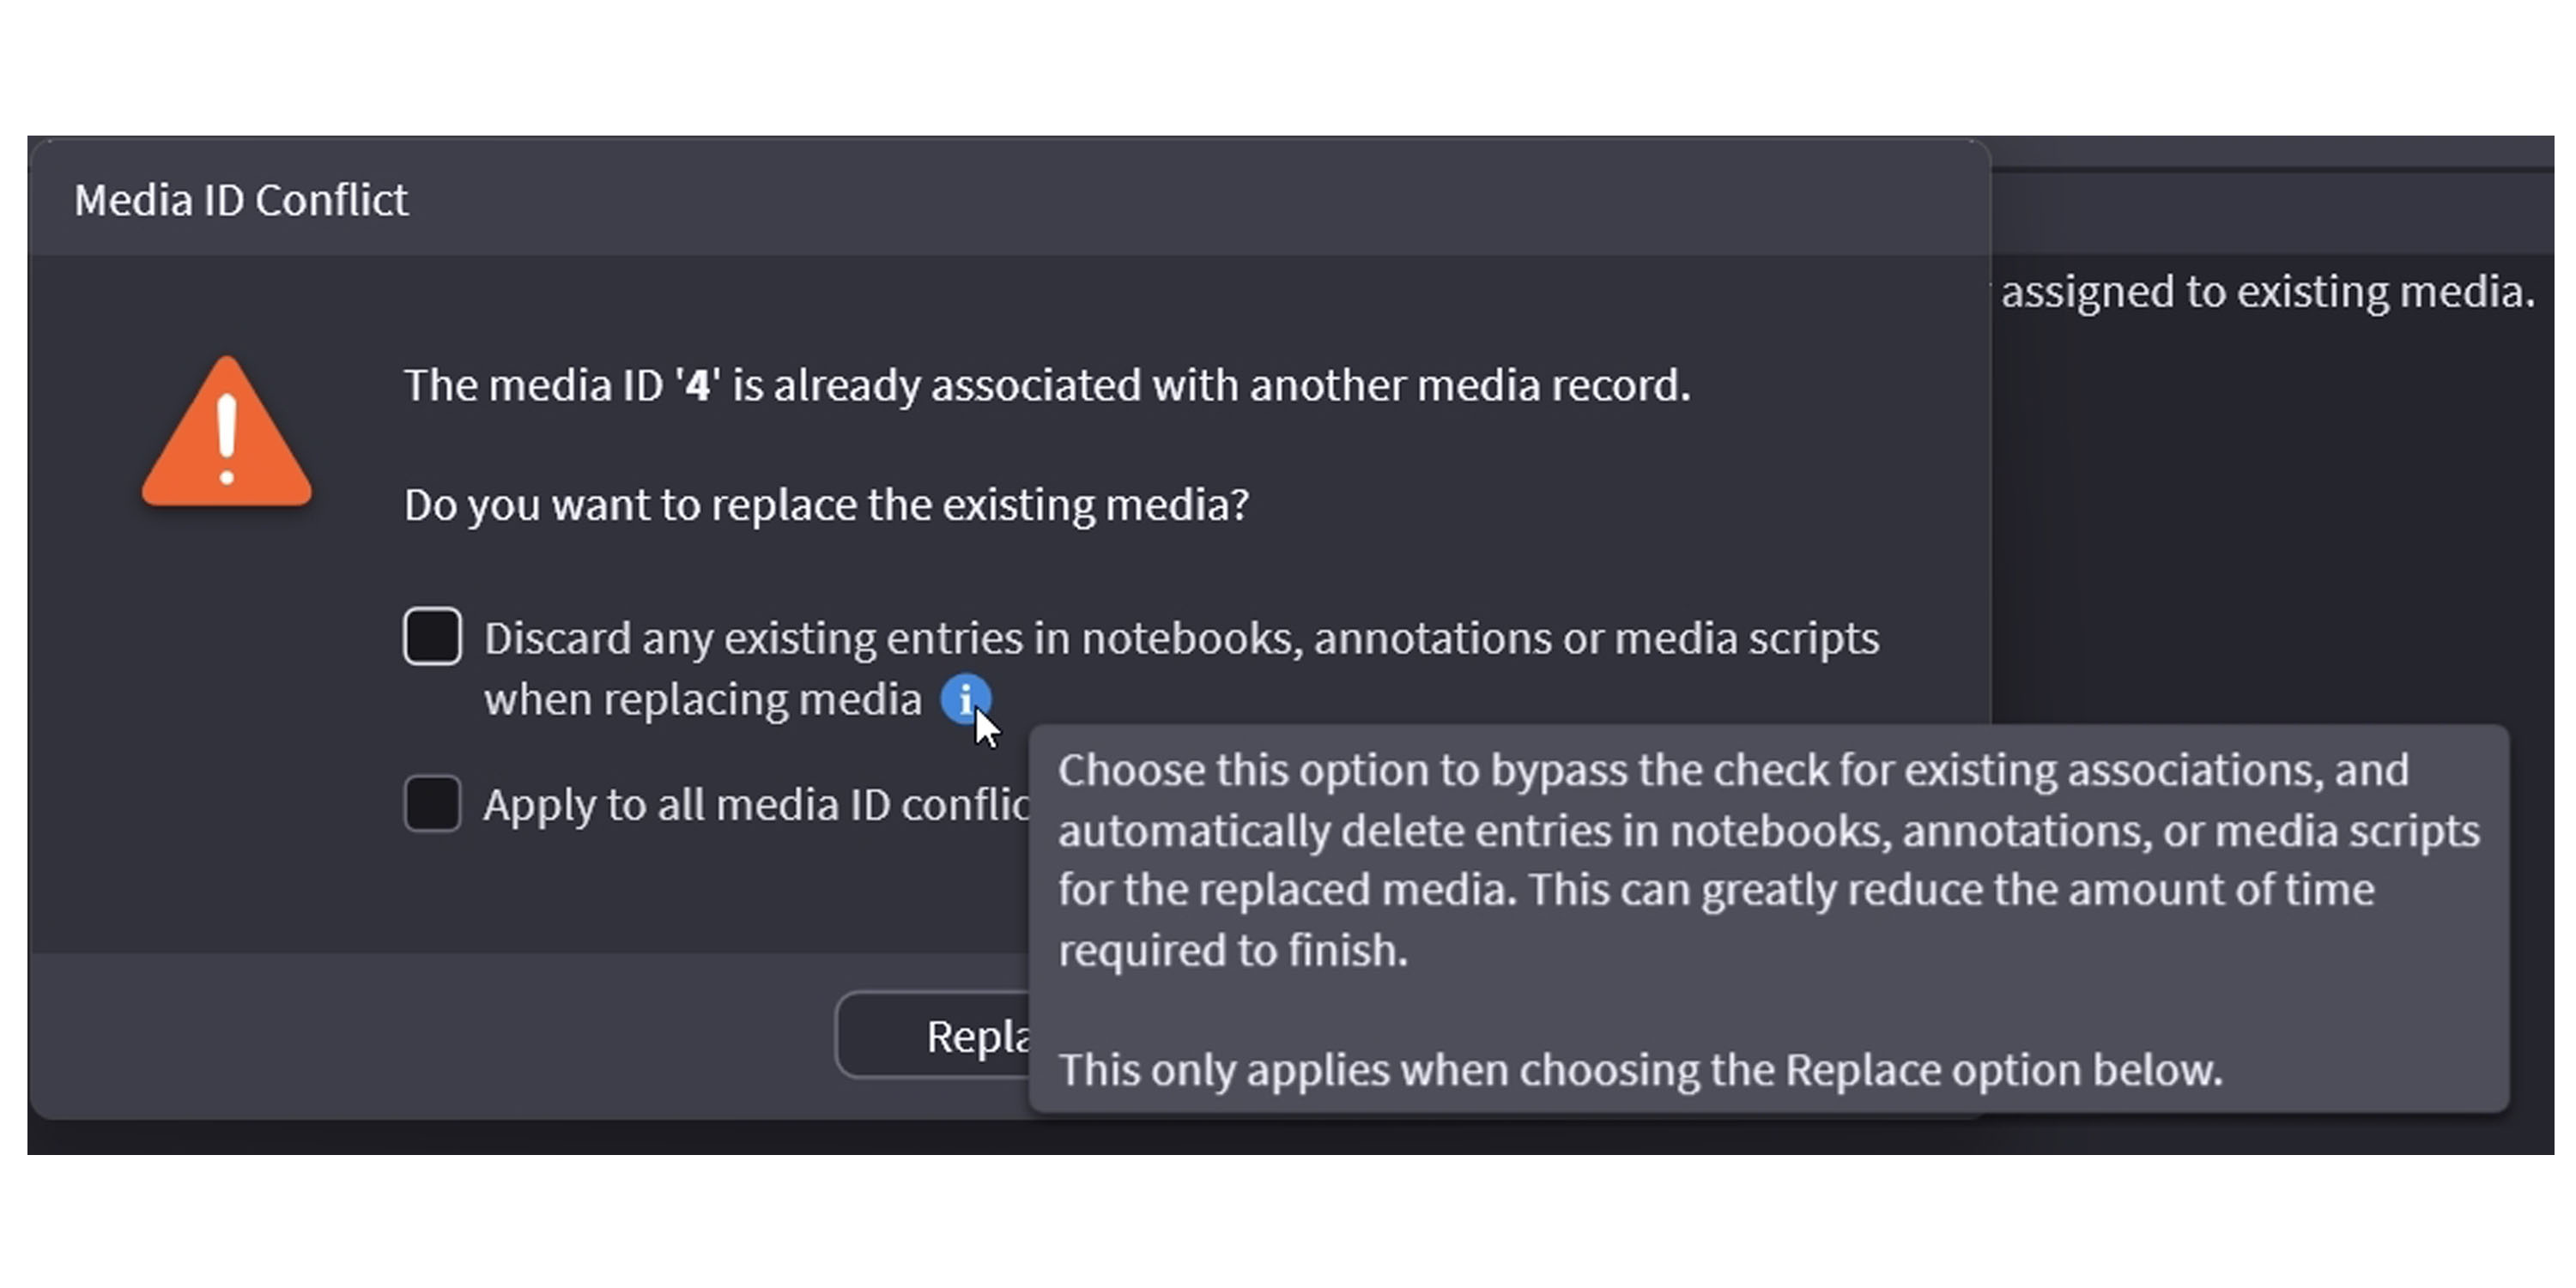 Media ID Conflict
assigned to existing media.
The media ID '4' is already associated with another media record.
Do you want to replace the existing media?
Discard any existing entries in notebooks, annotations or media scripts
when replacing media
Apply to all media ID
Choose this option to bypass the check for existing associations, and
automatically delete entries in notebooks, annotations, or media scripts
for the replaced media. This can greatly reduce the amount of time
required to finish.
This only applies when choosing the Replace option below.